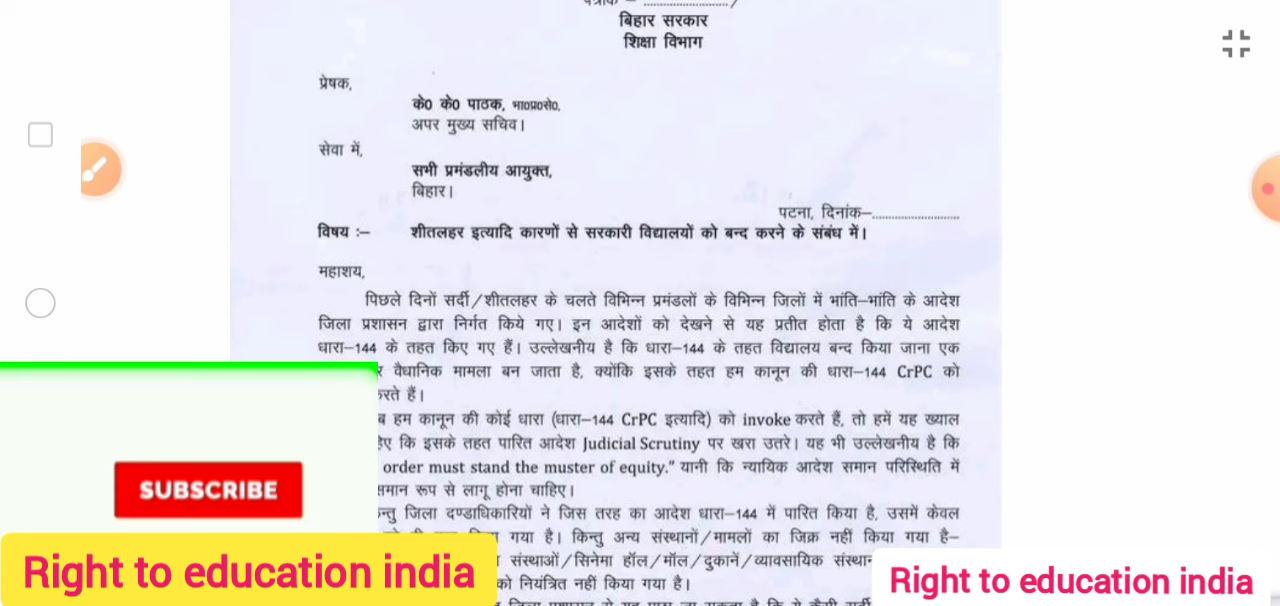 बिहार सरकार
शिक्षा विभाग
प्रेषक,
के0 के0 पाठक, भा0प्र0से0,
अपर मुख्य सचिव।
सेवा में,
सभी प्रमंडलीय आयुक्त,
बिहार।
पटना, दिनांक–........................
विषय :– शीतलहर इत्यादि कारणों से सरकारी विद्यालयों को बन्द करने के संबंध में।
महाशय,
पिछले दिनों सर्दी/शीतलहर के चलते विभिन्न प्रमंडलों के विभिन्न जिलों में भांति–भांति के आदेश
जिला प्रशासन द्वारा निर्गत किये गए। इन आदेशों को देखने से यह प्रतीत होता है कि ये आदेश
धारा–144 के तहत किए गए हैं। उल्लेखनीय है कि धारा–144 के तहत विद्यालय बन्द किया जाना एक
वैधानिक मामला बन जाता है, क्योंकि इसके तहत हम कानून की धारा–144 CrPC को
हैं।
हम कानून की कोई धारा (धारा–144 CrPC इत्यादि) को invoke करते हैं, तो हमें यह ख्याल
कि इसके तहत पारित आदेश Judicial Scrutiny पर खरा उतरे। यह भी उल्लेखनीय है कि
order must stand the muster of equity." यानी कि न्यायिक आदेश समान परिस्थिति में
समान रूप से लागू होना चाहिए।
जिला दण्डाधिकारियों ने जिस तरह का आदेश धारा–144 में पारित किया है, उसमें केवल
गया है। किन्तु अन्य संस्थानों/मामलों का जिक्र नहीं किया गया है–
संस्थाओं/सिनेमा हॉल/मॉल/दुकानें/व्यावसायिक
को नियंत्रित नहीं किया गया है।
SUBSCRIBE
Right to education india
Right to education india